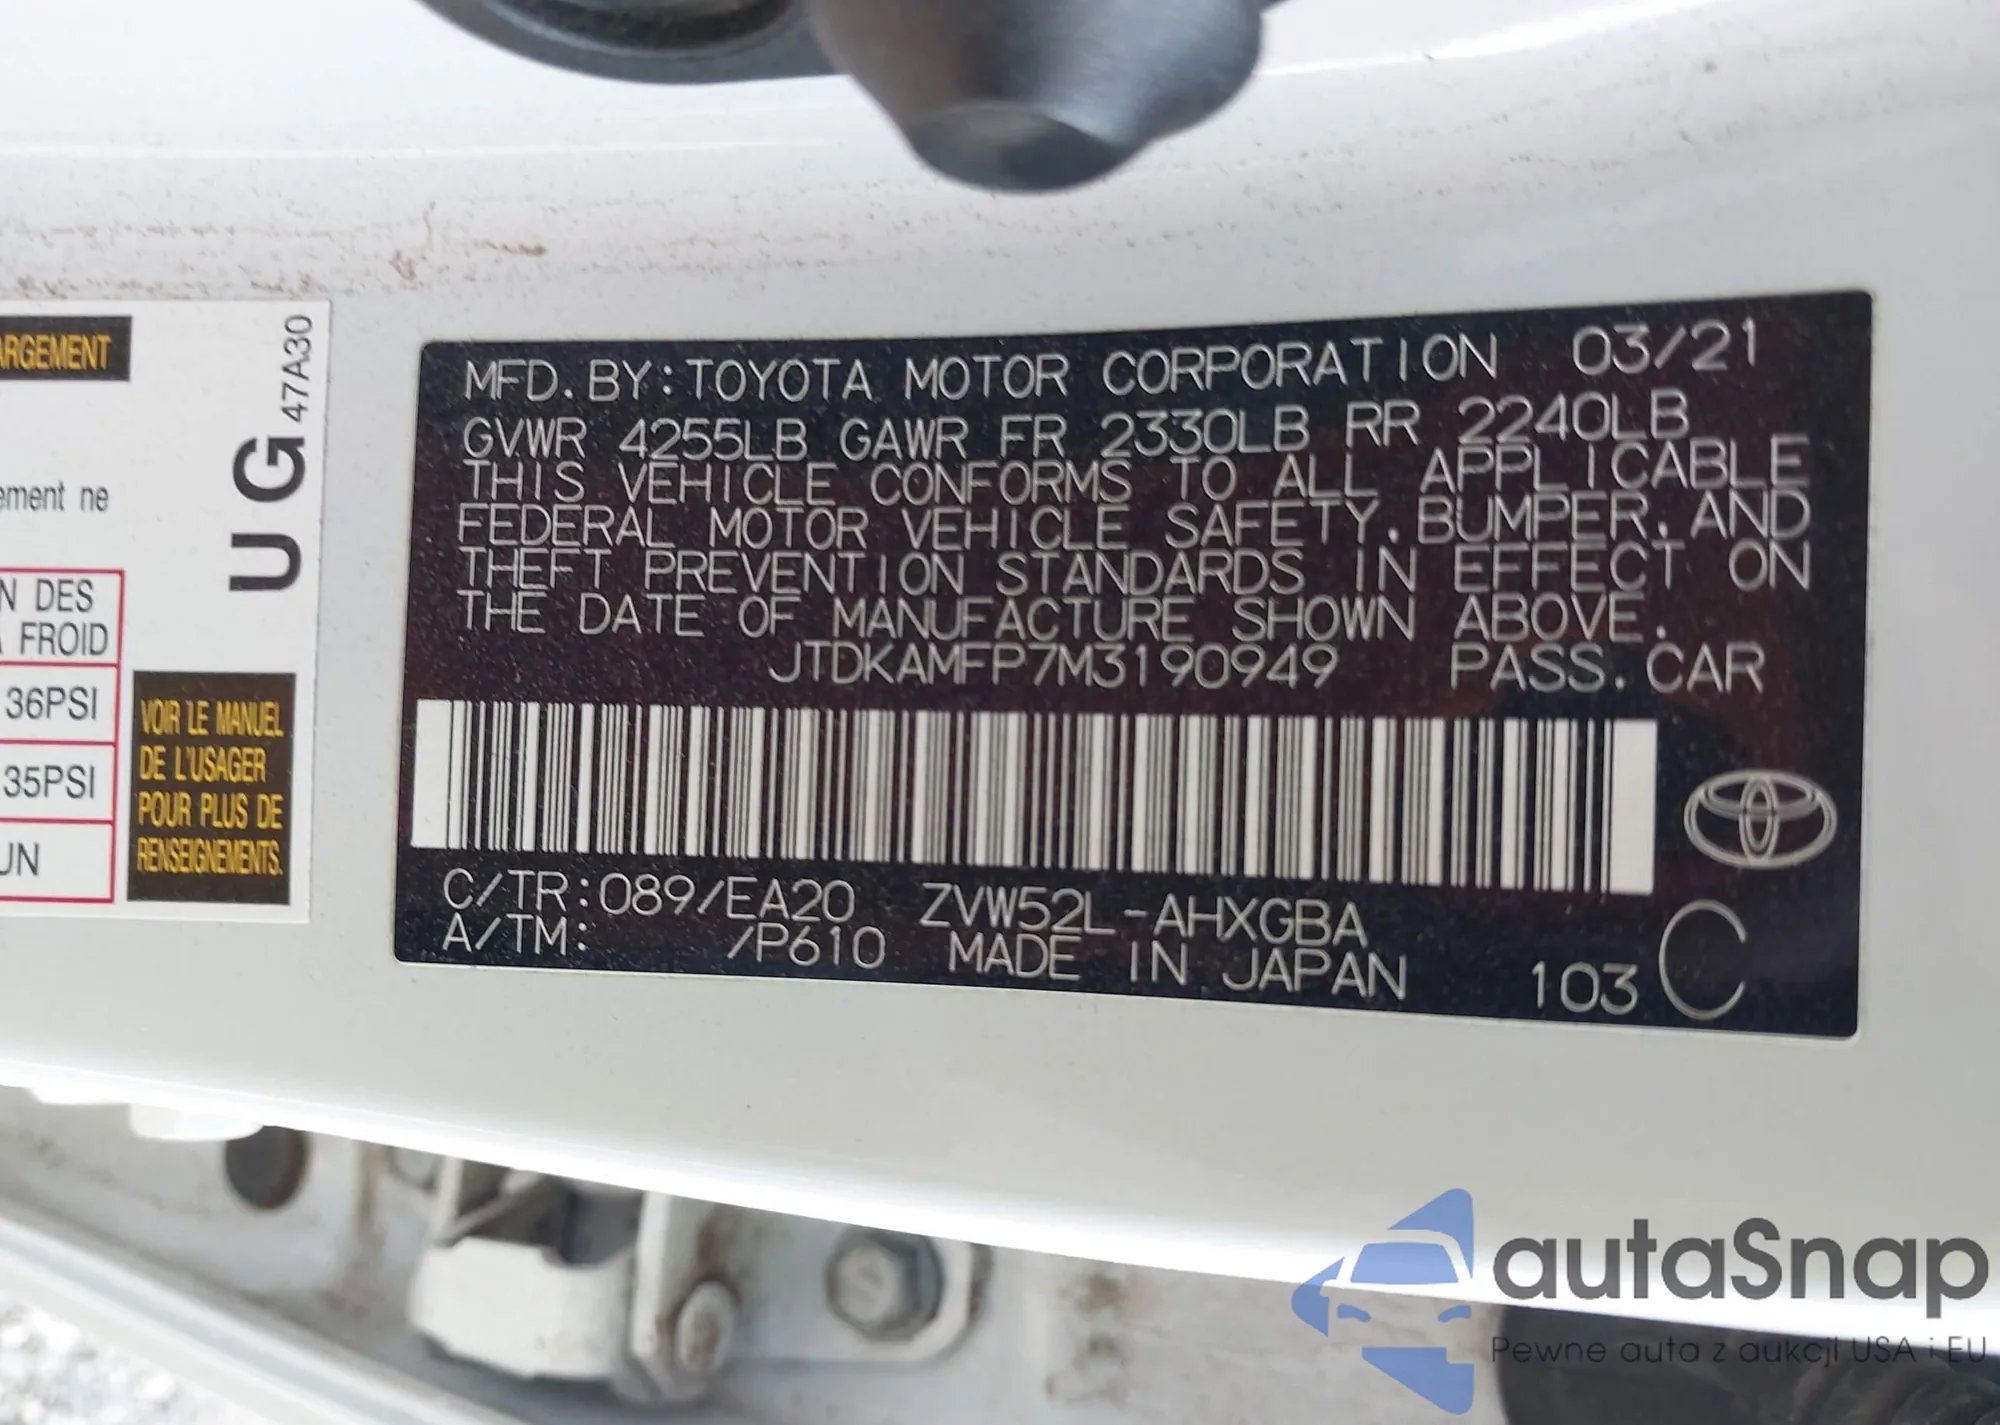 ARGEMENT
47A30
UG
ement ne
N DES
FROID
36PSI
35PSI
UN
VOIR LE MANUEL
DE L'USAGER
POUR PLUS DE
RENSEIGNEMENTS.
MFD. BY:TOYOTA MOTOR CORPORATION 03/21
GVWR 4255LB GAWR FR 2330LB RR 2240LB
THIS VEHICLE CONFORMS TO ALL APPLICABLE
FEDERAL MOTOR VEHICLE SAFETY, BUMPER, AND
THEFT PREVENTION STANDARDS IN EFFECT ON
THE DATE OF MANUFACTURE SHOWN ABOVE.
JTDKAMFP7M3190949 PASS. CAR
C/TR:089/EA20 ZVW52L-AHXGBA
A/TM: /P610 MADE IN JAPAN 103 C
autaSnap
Pewne auta z aukcji USA i EU